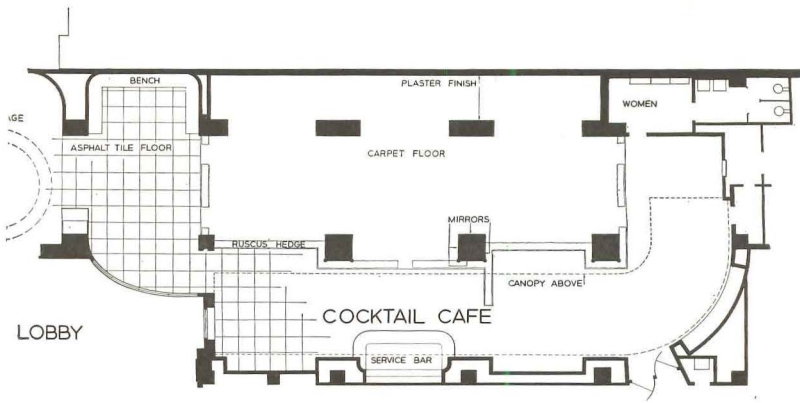 BENCH
PLASTER FINISH
WOMEN
AGE
ASPHALT TILE FLOOR
CARPET FLOOR
MIRRORS
RUSCUS HEDGE
CANOPY ABOVE
COCKTAIL CAFE
LOBBY
SERVICE BAR